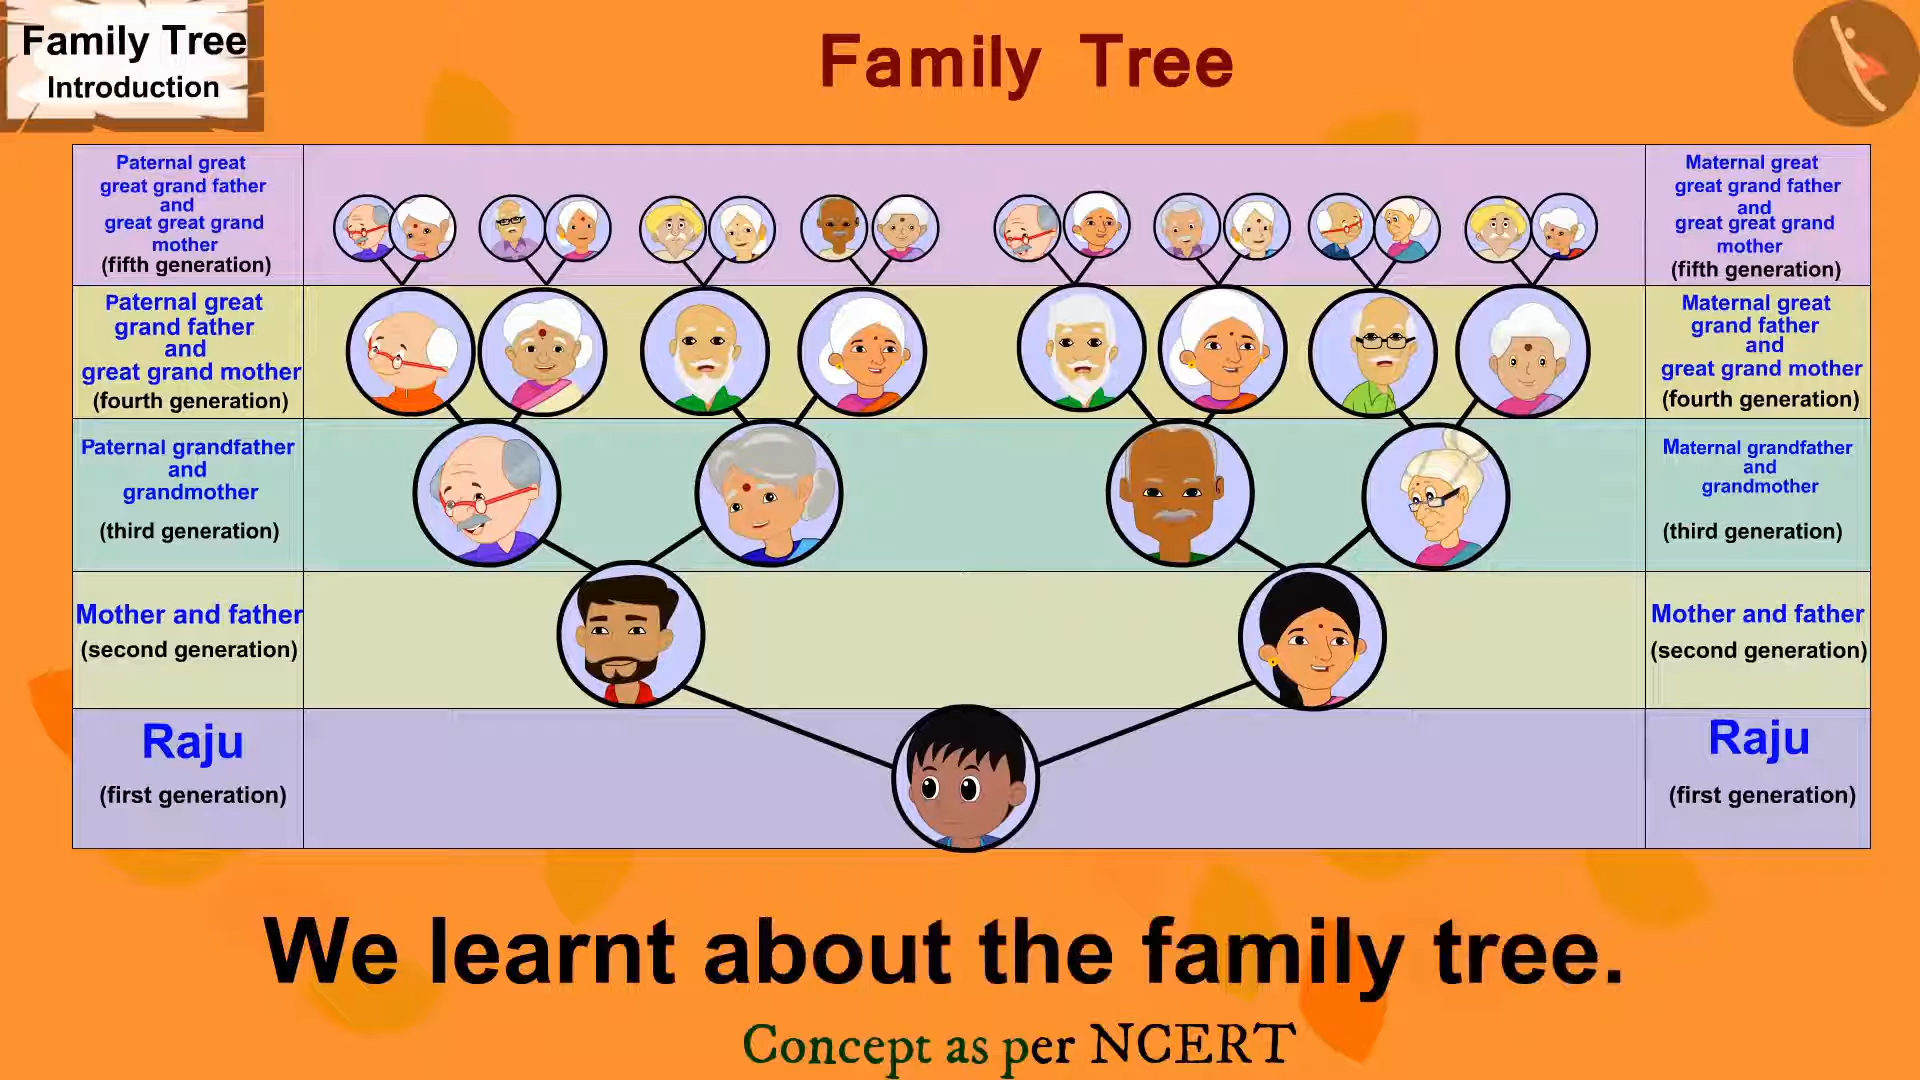 Family Tree
Introduction
Family Tree
Paternal great
great grand father
and
great great grand
mother
(fifth generation)
Maternal great
great grand father
and
great great grand
mother
(fifth generation)
Paternal great
grand father
and
great grand mother
(fourth generation)
Maternal great
grand father
and
great grand mother
(fourth generation)
Paternal grandfather
and
grandmother
(third generation)
Maternal grandfather
and
grandmother
(third generation)
Mother and father
(second generation)
Mother and father
(second generation)
Raju
(first generation)
Raju
(first generation)
We learnt about the family tree.
Concept as per NCERT